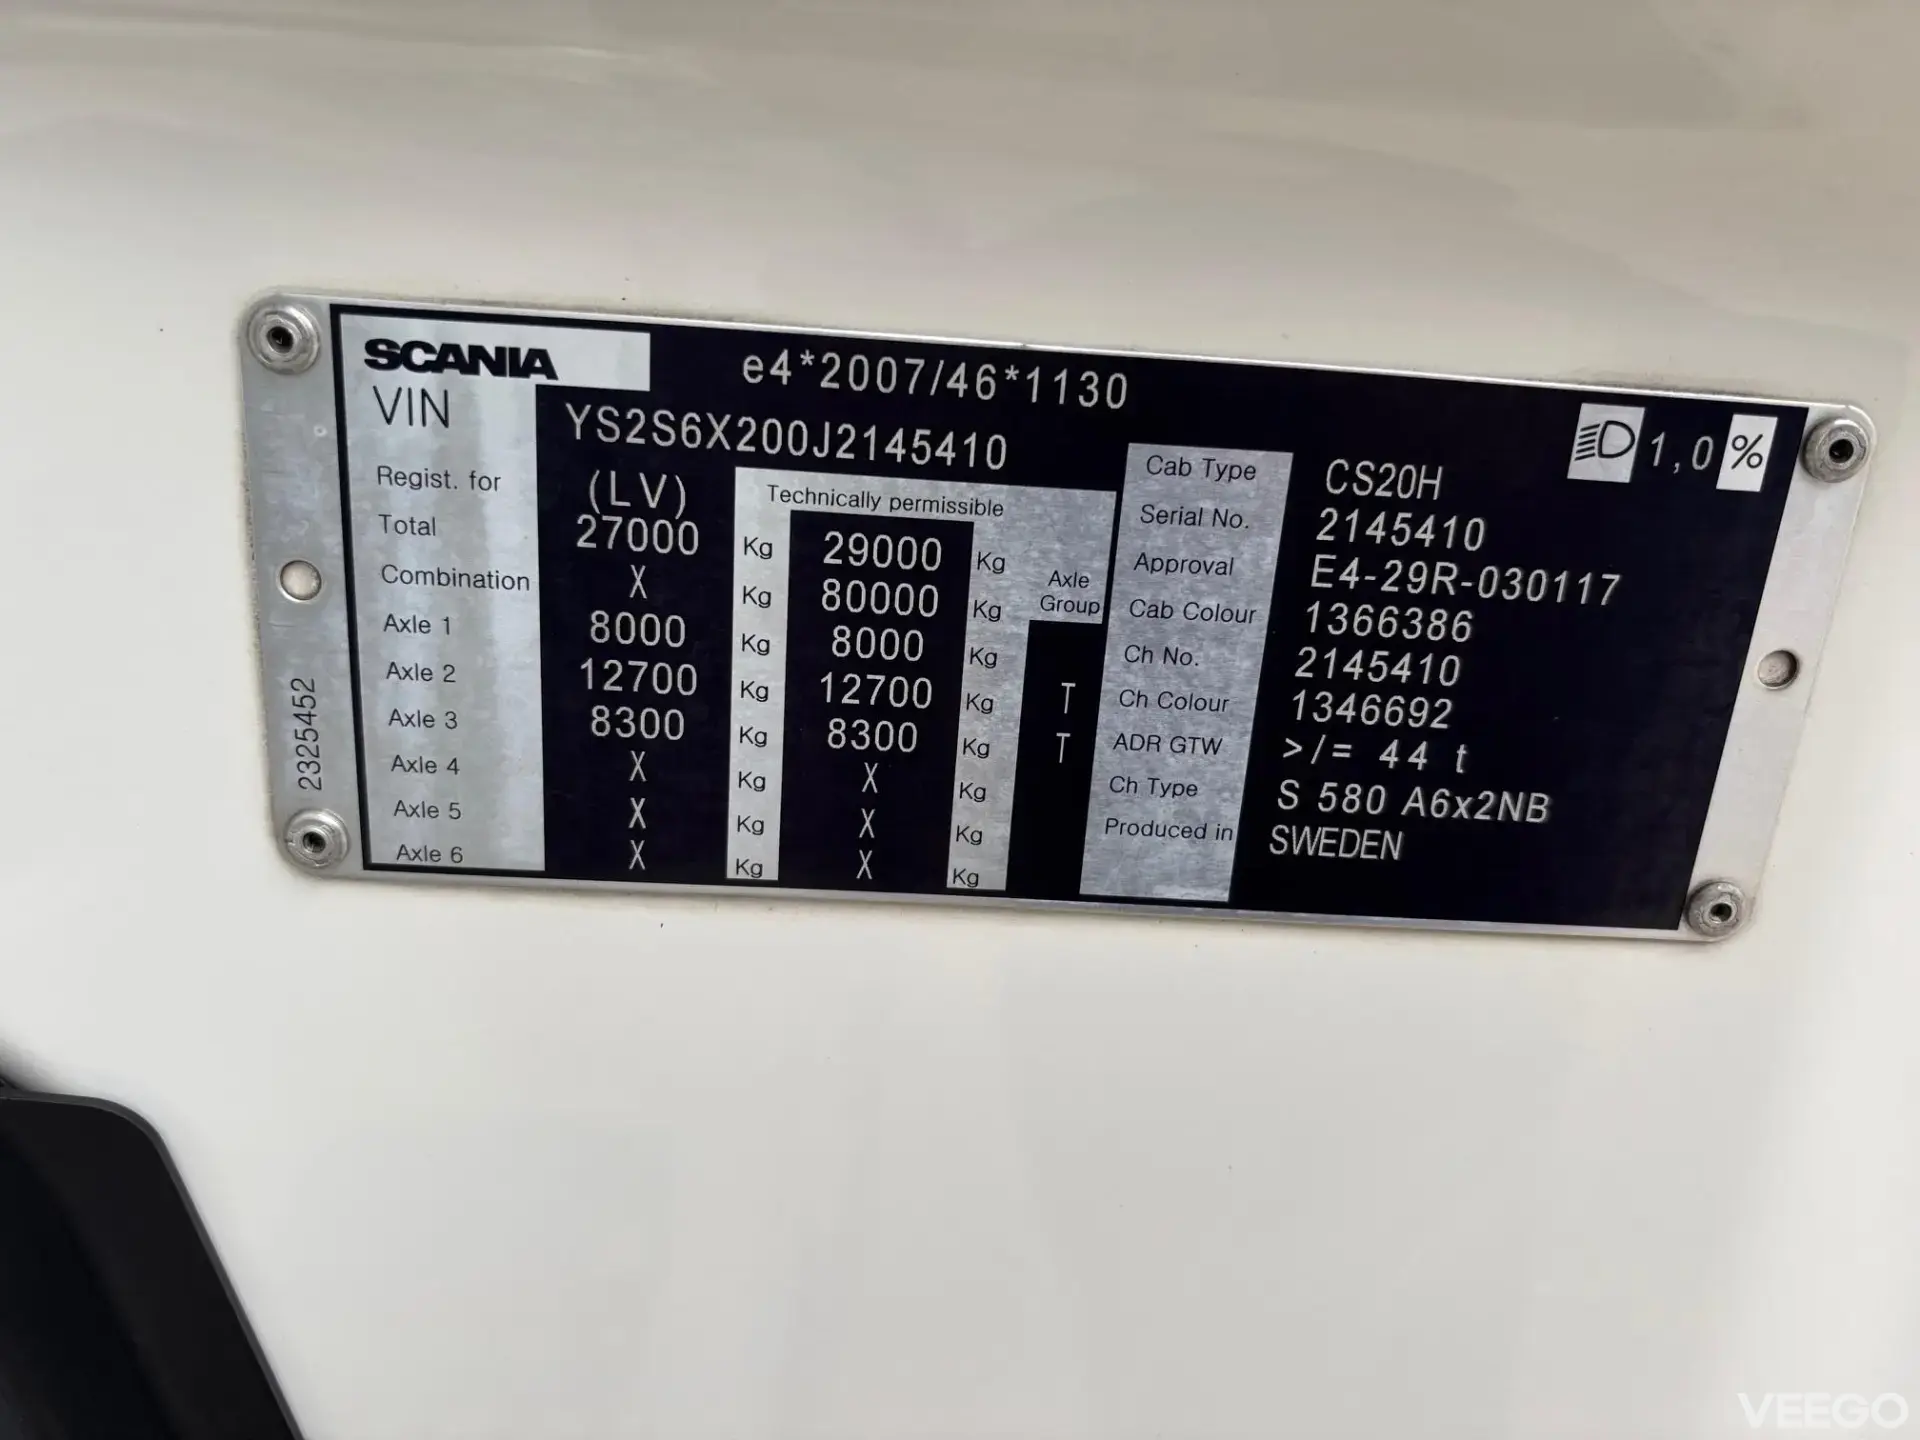 SCANIA e4*2007/46*1130
VIN YS2S6X200J2145410
1,0 %
Regist. for (LV) Technically permissible
Total 27000 Kg 29000 Kg
Combination X Kg 80000 Kg Axle Group
Axle 1 8000 Kg 8000 Kg
Axle 2 12700 Kg 12700 Kg T
Axle 3 8300 Kg 8300 Kg T
Axle 4 X Kg X Kg
Axle 5 X Kg X Kg
Axle 6 X Kg X Kg
Cab Type CS20H
Serial No. 2145410
Approval E4-29R-030117
Cab Colour 1366386
Ch No. 2145410
Ch Colour 1346692
ADR GTW >/= 44 t
Ch Type S 580 A6x2NB
Produced in SWEDEN
2325452
VEEGO